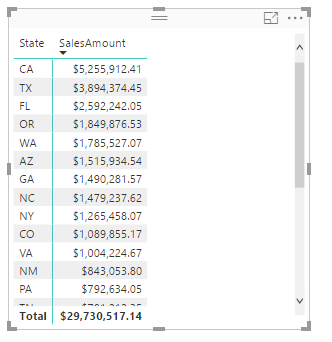 State SalesAmount
CA $5,255,912.41
TX $3,894,374.45
FL $2,592,242.05
OR $1,849,876.53
WA $1,785,527.07
AZ $1,515,934.54
GA $1,490,281.57
NC $1,479,237.62
NY $1,265,458.07
CO $1,089,855.17
VA $1,004,224.67
NM $843,053.80
PA $792,634.05
Total $29,730,517.14